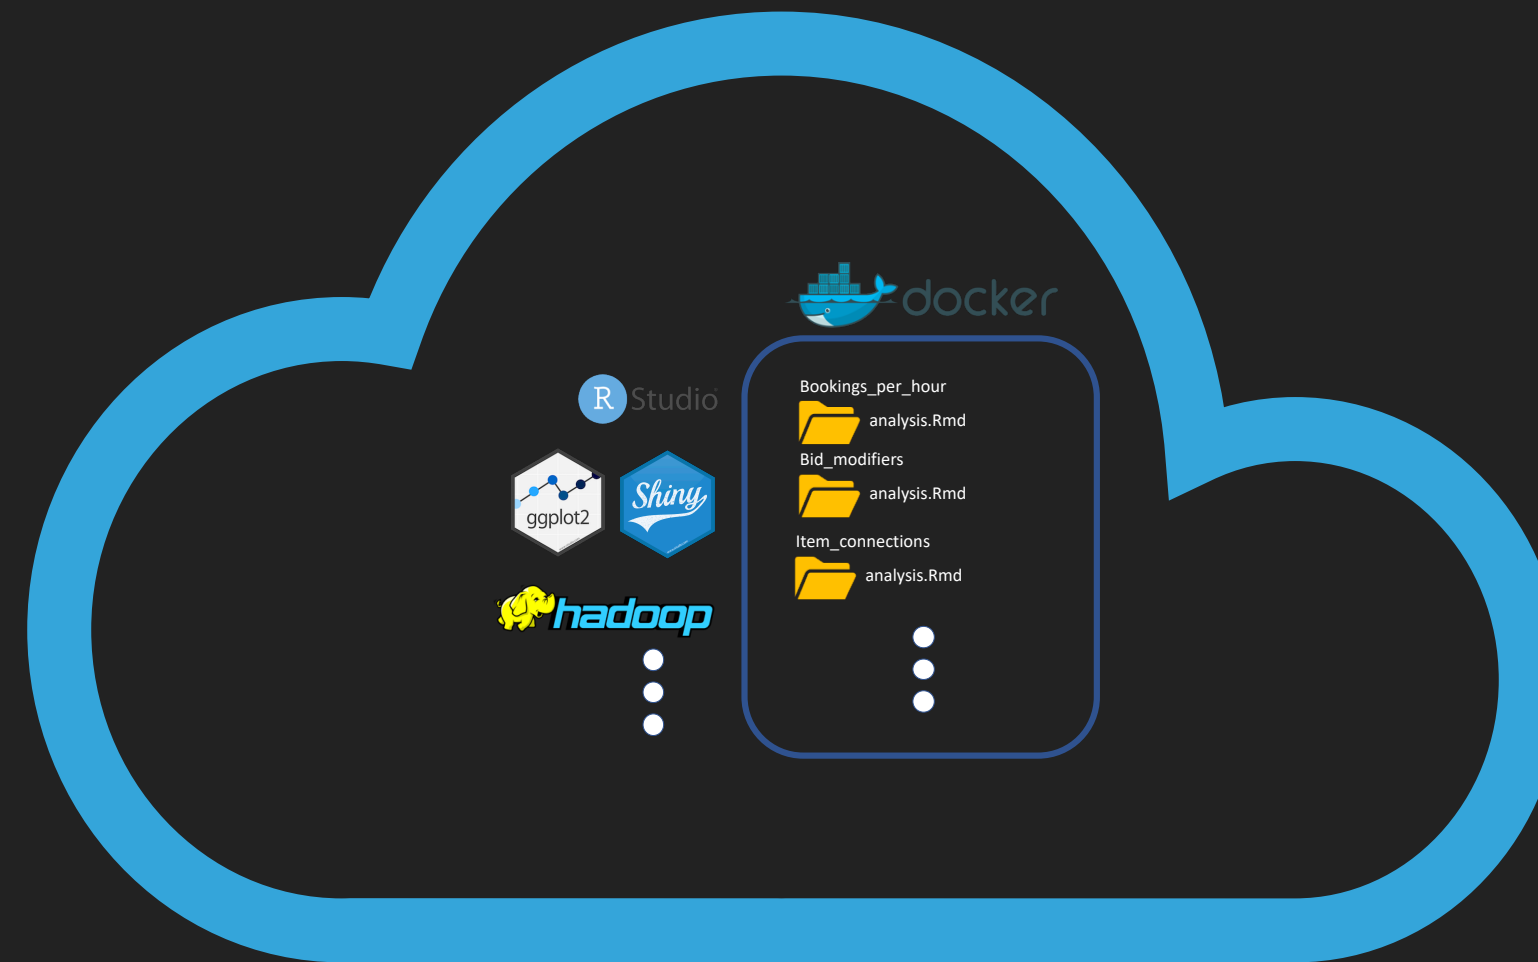 docker
R Studio
ggplot2
Shiny
hadoop
Bookings_per_hour
analysis.Rmd
Bid_modifiers
analysis.Rmd
Item_connections
analysis.Rmd